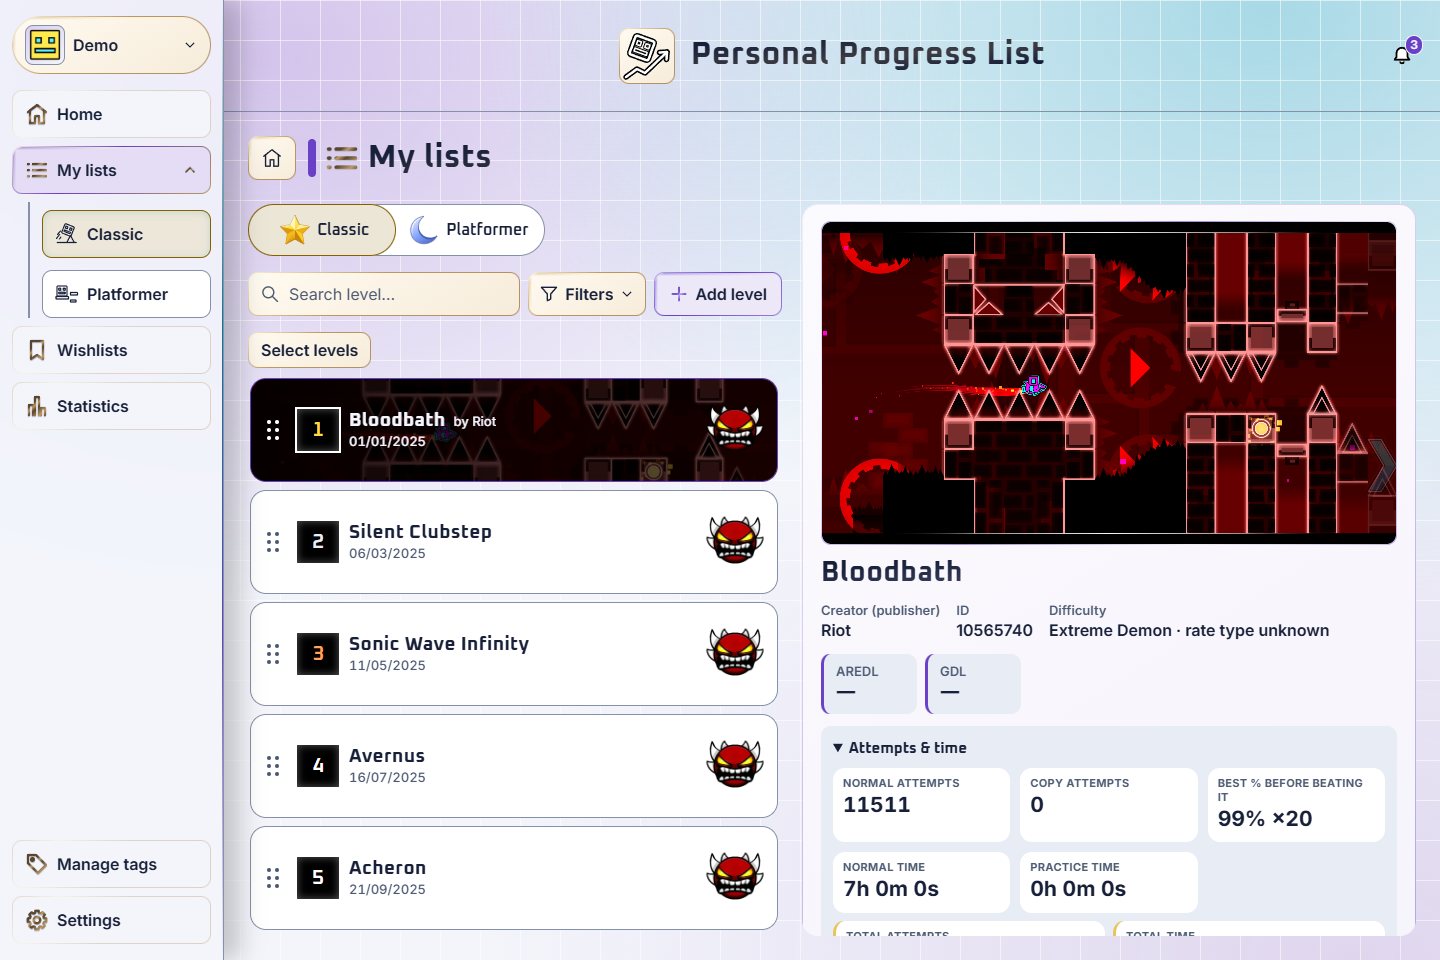 Demo
Home
My lists
Classic
Platformer
Wishlists
Statistics
Manage tags
Settings
Personal Progress List
3
My lists
Classic
Platformer
Search level...
Filters
Add level
Select levels
1
Bloodbath by Riot
01/01/2025
2
Silent Clubstep
06/03/2025
3
Sonic Wave Infinity
11/05/2025
4
Avernus
16/07/2025
5
Acheron
21/09/2025
Bloodbath
Creator (publisher) ID Difficulty
Riot 10565740 Extreme Demon · rate type unknown
AREDL GDL
— —
Attempts & time
NORMAL ATTEMPTS
11511
COPY ATTEMPTS
0
BEST % BEFORE BEATING
IT
99% ×20
NORMAL TIME
7h 0m 0s
PRACTICE TIME
0h 0m 0s
TOTAL ATTEMPTS
TOTAL TIME